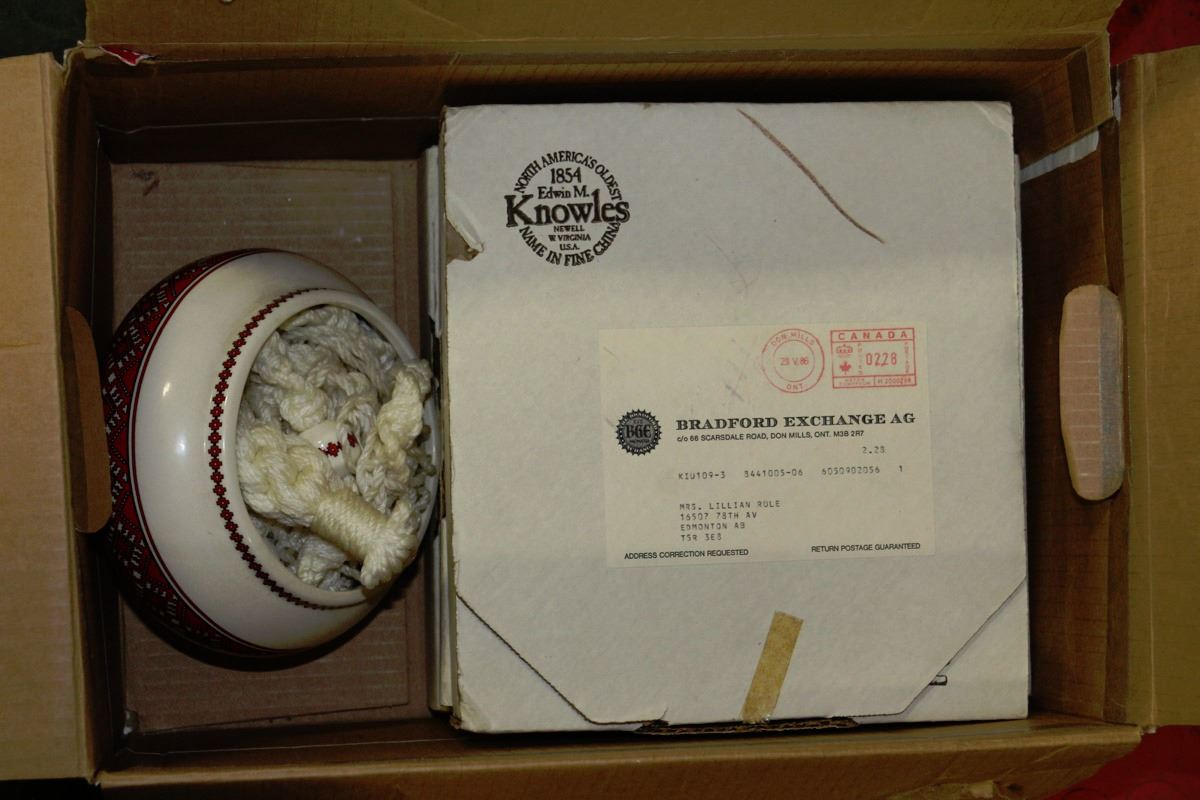 NORTH AMERICA'S OLDEST
1854
Edwin M.
Knowles
NEWELL
W. VIRGINIA
U.S.A.
NAME IN FINE CHINA
DON MILLS
23 V. 86
ONT.
CANADA
0228
BRADFORD EXCHANGE AG
c/o 66 SCARSDALE ROAD, DON MILLS, ONT. M3B 2R7
2.28
KIU109-3 3441005-06 6050902056 1
MRS. LILLIAN RULE
16507 78TH AV
EDMONTON AB
T5R 3E8
ADDRESS CORRECTION REQUESTED
RETURN POSTAGE GUARANTEED